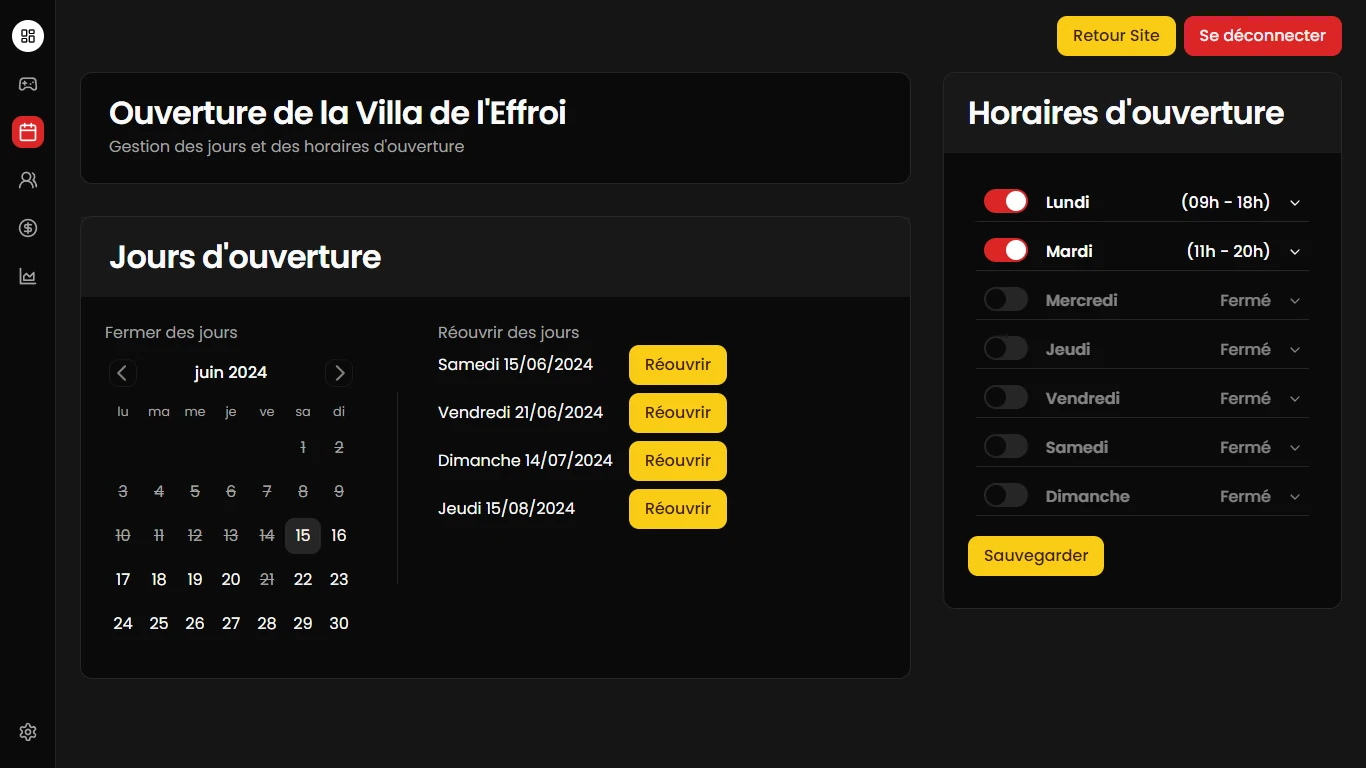 Retour Site
Se déconnecter
Ouverture de la Villa de l'Effroi
Gestion des jours et des horaires d'ouverture
Jours d'ouverture
Fermer des jours
juin 2024
lu ma me je ve sa di
1 2
3 4 5 6 7 8 9
10 11 12 13 14 15 16
17 18 19 20 21 22 23
24 25 26 27 28 29 30
Réouvrir des jours
Samedi 15/06/2024 Réouvrir
Vendredi 21/06/2024 Réouvrir
Dimanche 14/07/2024 Réouvrir
Jeudi 15/08/2024 Réouvrir
Horaires d'ouverture
Lundi (09h - 18h)
Mardi (11h - 20h)
Mercredi Fermé
Jeudi Fermé
Vendredi Fermé
Samedi Fermé
Dimanche Fermé
Sauvegarder